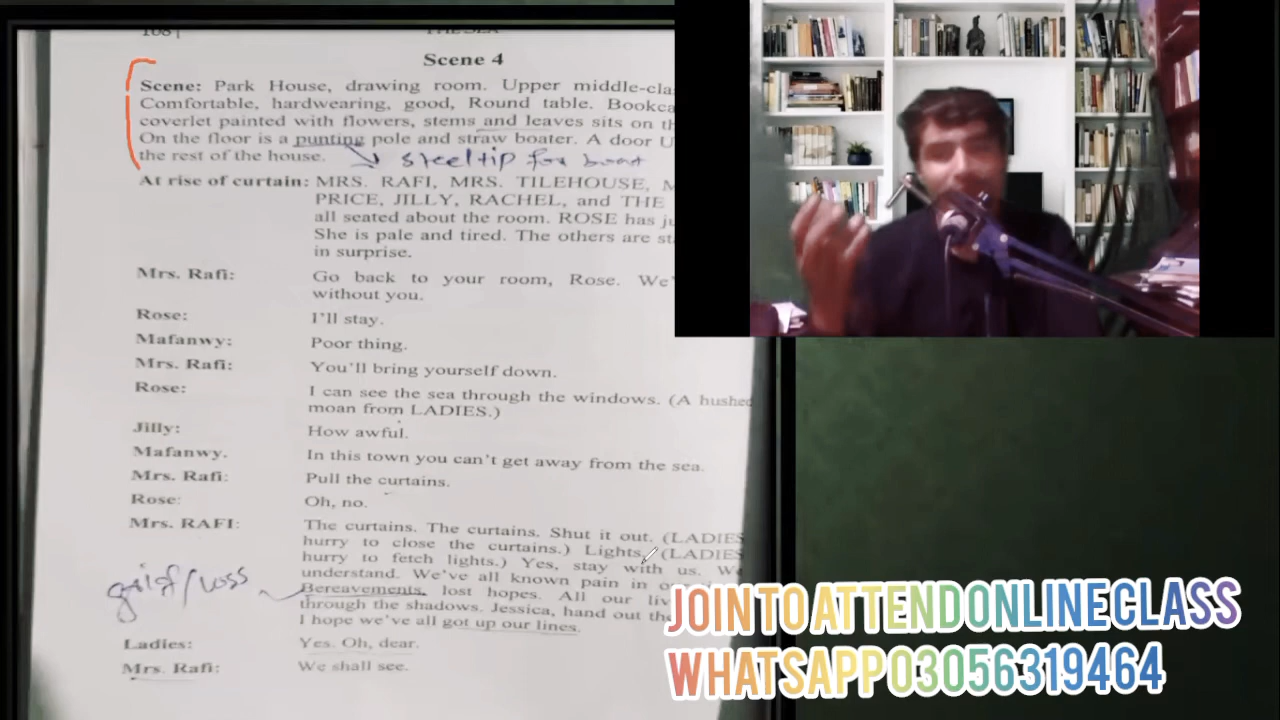 168| THE SEA
Scene 4
Scene: Park House, drawing room. Upper middle-cla
Comfortable, hardwearing, good, Round table. Bookca
coverlet painted with flowers, stems and leaves sits on th
On the floor is a punting pole and straw boater. A door U
the rest of the house.
steel tip for boat
At rise of curtain: MRS. RAFI, MRS. TILEHOUSE, M
PRICE, JILLY, RACHEL, and THE
all seated about the room. ROSE has ju
She is pale and tired. The others are st
in surprise.
Mrs. Rafi: Go back to your room, Rose. We'
without you.
Rose: I'll stay.
Mafanwy: Poor thing.
Mrs. Rafi: You'll bring yourself down.
Rose: I can see the sea through the windows. (A hushed
moan from LADIES.)
Jilly: How awful.
Mafanwy. In this town you can't get away from the sea.
Mrs. Rafi: Pull the curtains.
Rose: Oh, no.
Mrs. RAFI: The curtains. The curtains. Shut it out. (LADIES
hurry to close the curtains.) Lights. (LADIES
hurry to fetch lights.) Yes, stay with us. We
understand. We've all known pain in
grief/loss
Bereavements, lost hopes. All our liv
through the shadows. Jessica, hand out the
I hope we've all got up our lines.
Ladies: Yes. Oh, dear.
Mrs. Rafi: We shall see.
JOIN TO ATTEND ONLINE CLASS
WHATSAPP 03056319464